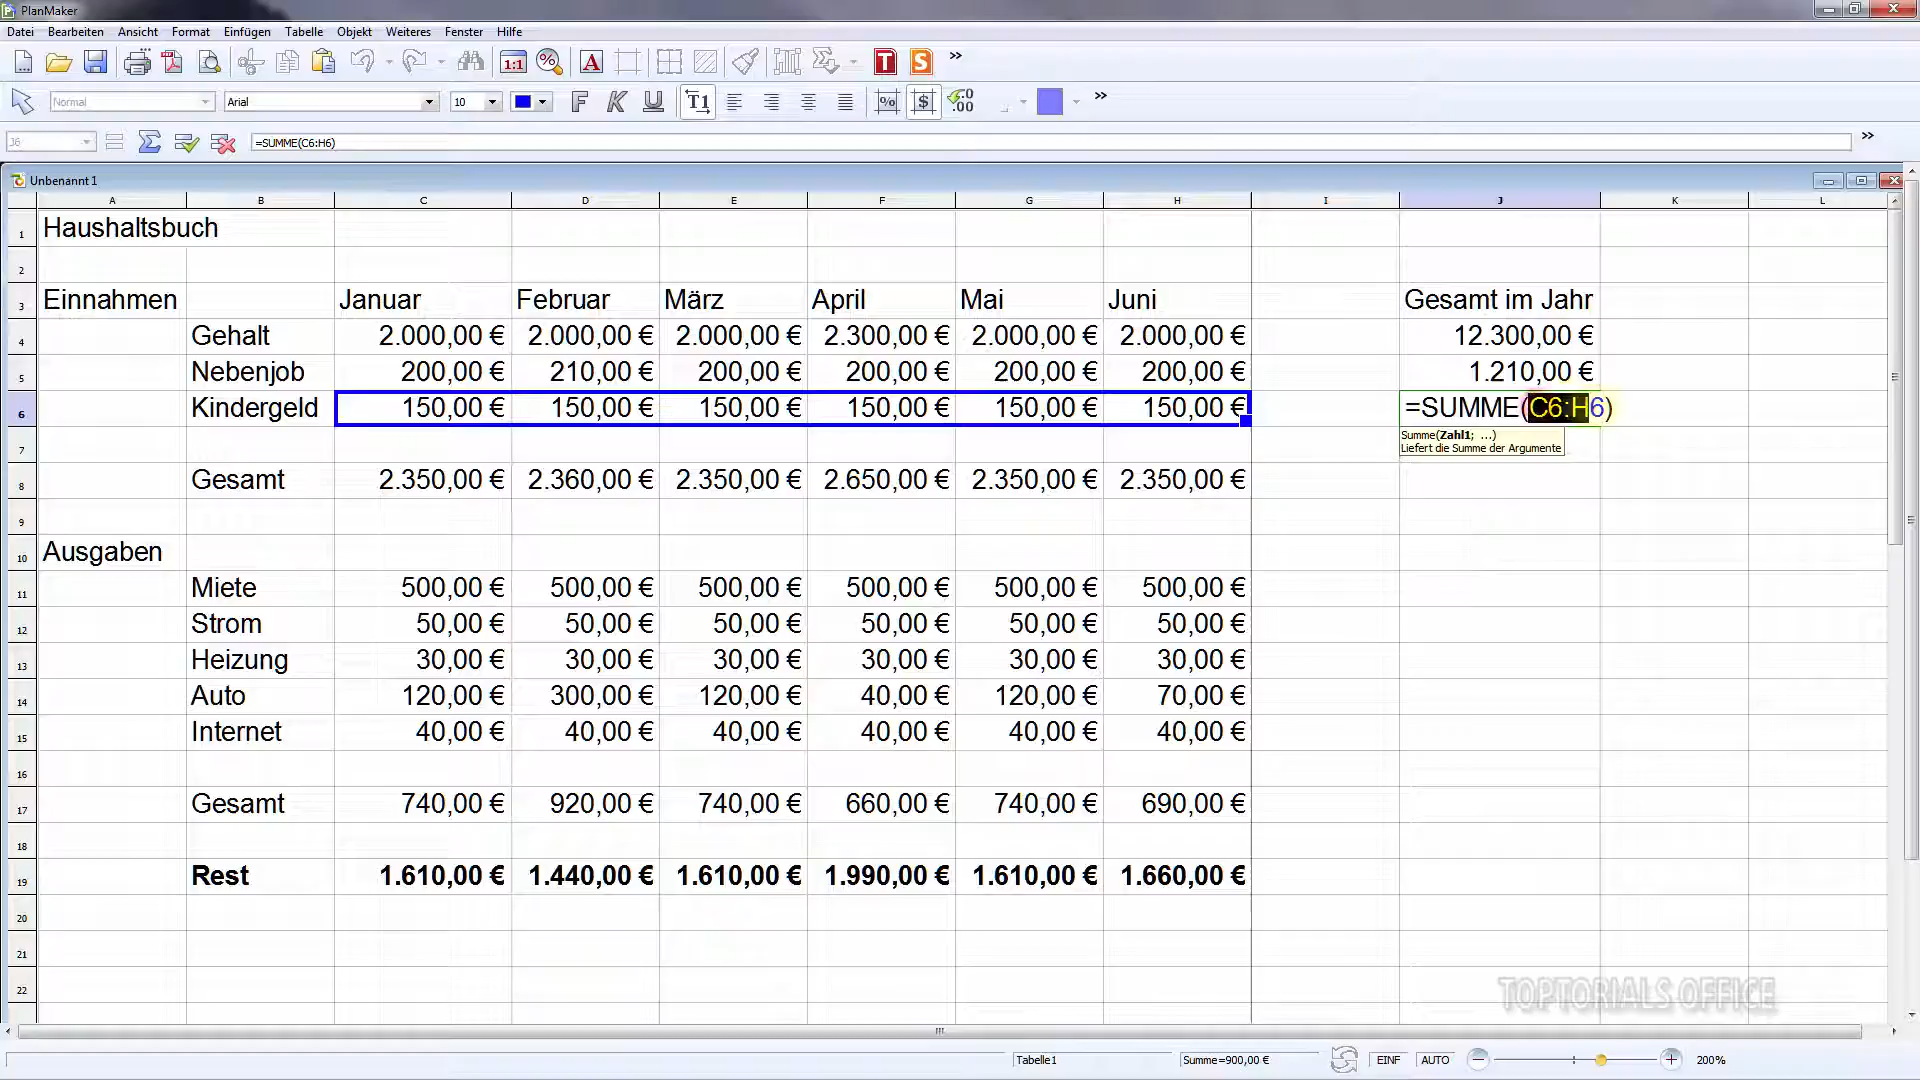 PlanMaker
Datei Bearbeiten Ansicht Format Einfügen Tabelle Objekt Weiteres Fenster Hilfe
1:1 % A T S »
Normal Arial 10 F K U T1 % $ .00 »
J6 Σ =SUMME(C6:H6) »
Unbenannt 1
A B C D E F G H I J K L
1 Haushaltsbuch
2
3 Einnahmen Januar Februar März April Mai Juni Gesamt im Jahr
4 Gehalt 2.000,00 € 2.000,00 € 2.000,00 € 2.300,00 € 2.000,00 € 2.000,00 € 12.300,00 €
5 Nebenjob 200,00 € 210,00 € 200,00 € 200,00 € 200,00 € 200,00 € 1.210,00 €
6 Kindergeld 150,00 € 150,00 € 150,00 € 150,00 € 150,00 € 150,00 € =SUMME(C6:H6)
Summe(Zahl1; ...)
7
Liefert die Summe der Argumente
8 Gesamt 2.350,00 € 2.360,00 € 2.350,00 € 2.650,00 € 2.350,00 € 2.350,00 €
9
10 Ausgaben
11 Miete 500,00 € 500,00 € 500,00 € 500,00 € 500,00 € 500,00 €
12 Strom 50,00 € 50,00 € 50,00 € 50,00 € 50,00 € 50,00 €
13 Heizung 30,00 € 30,00 € 30,00 € 30,00 € 30,00 € 30,00 €
14 Auto 120,00 € 300,00 € 120,00 € 40,00 € 120,00 € 70,00 €
15 Internet 40,00 € 40,00 € 40,00 € 40,00 € 40,00 € 40,00 €
16
17 Gesamt 740,00 € 920,00 € 740,00 € 660,00 € 740,00 € 690,00 €
18
19 Rest 1.610,00 € 1.440,00 € 1.610,00 € 1.990,00 € 1.610,00 € 1.660,00 €
20
21
22
TOPTORIALS OFFICE
Tabelle1 Summe=900,00 € EINF AUTO 200%